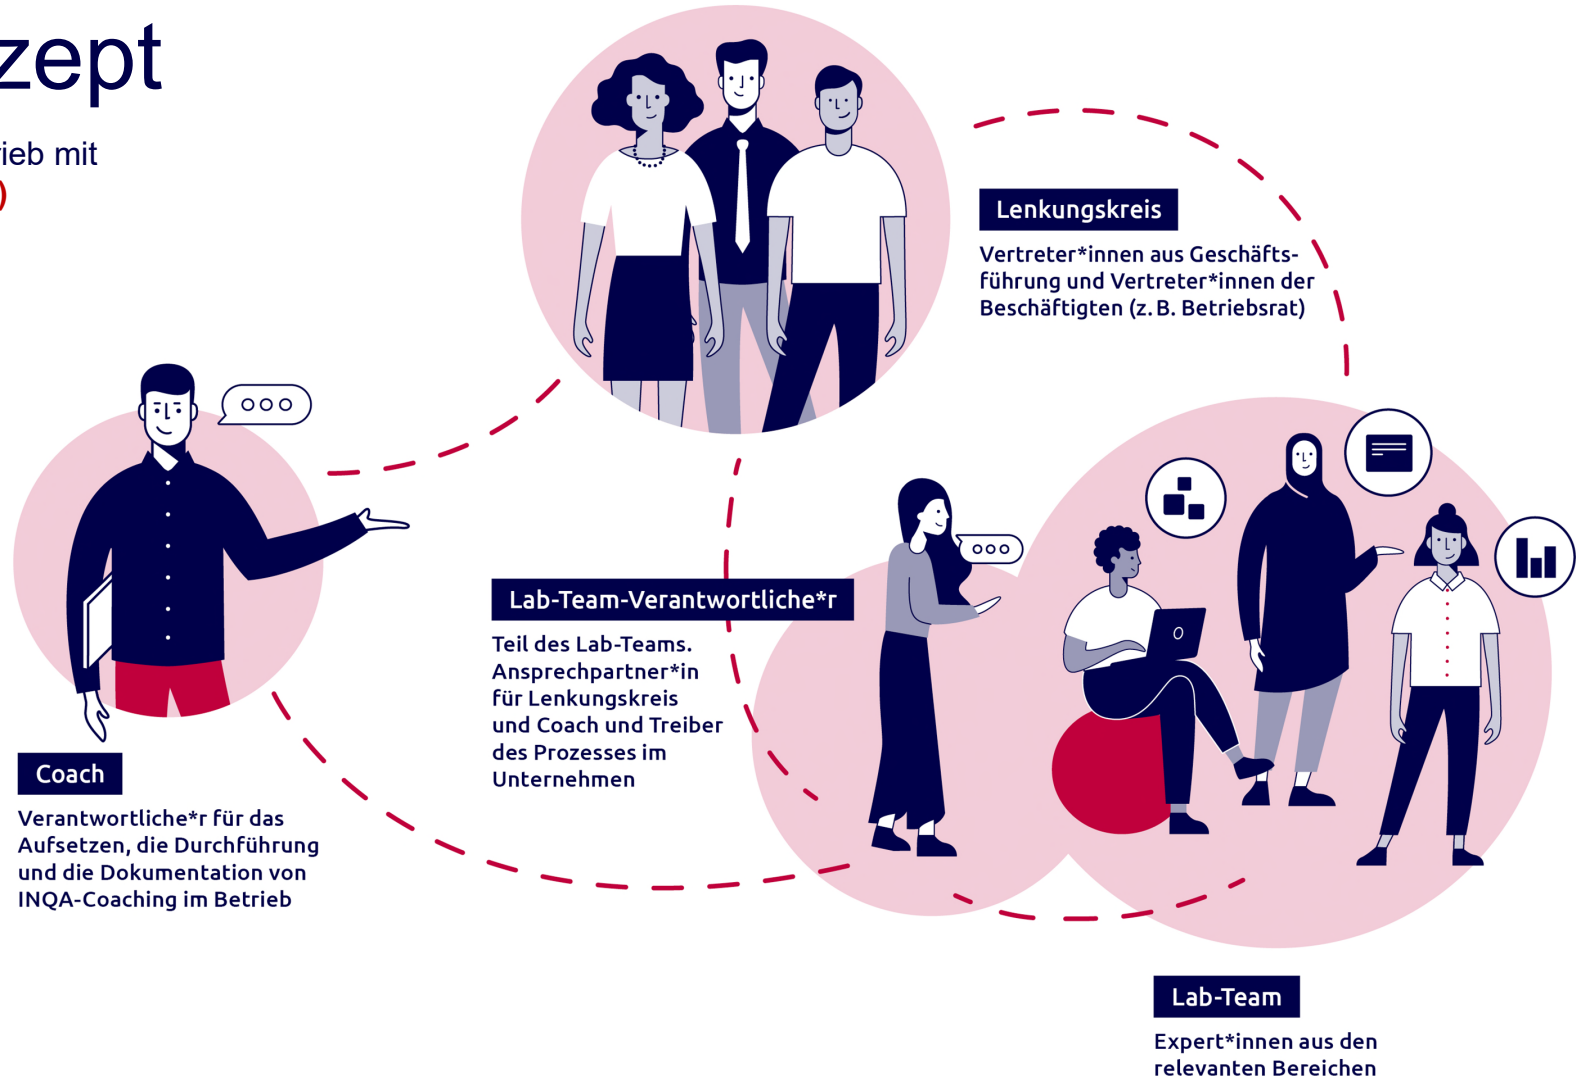 zept
rieb mit
)
Lenkungskreis
Vertreter*innen aus Geschäfts-
führung und Vertreter*innen der
Beschäftigten (z. B. Betriebsrat)
Lab-Team-Verantwortliche*r
Teil des Lab-Teams.
Ansprechpartner*in
für Lenkungskreis
und Coach und Treiber
des Prozesses im
Unternehmen
Coach
Verantwortliche*r für das
Aufsetzen, die Durchführung
und die Dokumentation von
INQA-Coaching im Betrieb
Lab-Team
Expert*innen aus den
relevanten Bereichen